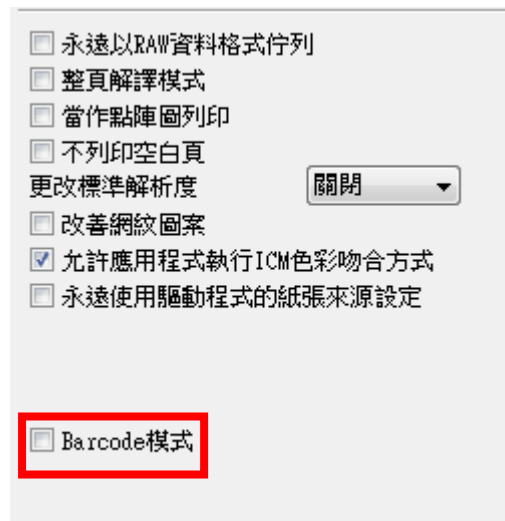 永遠以RAW資料格式佇列
整頁解譯模式
當作點陣圖列印
不列印空白頁
更改標準解析度 關閉
改善網紋圖案
允許應用程式執行ICM色彩吻合方式
永遠使用驅動程式的紙張來源設定
Barcode模式